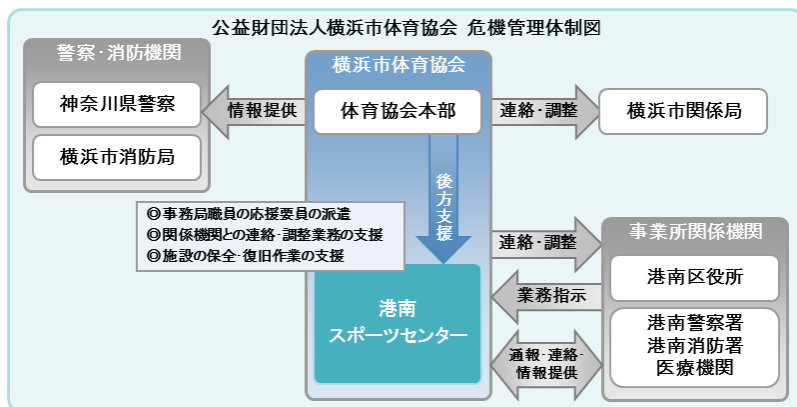 公益財団法人横浜市体育協会 危機管理体制図
警察・消防機関
神奈川県警察
横浜市消防局
情報提供
横浜市体育協会
体育協会本部
連絡・調整
横浜市関係局
後方支援
◎事務局職員の応援要員の派遣
◎関係機関との連絡・調整業務の支援
◎施設の保全・復旧作業の支援
港南
スポーツセンター
連絡・調整
業務指示
通報・連絡・
情報提供
事業所関係機関
港南区役所
港南警察署
港南消防署
医療機関